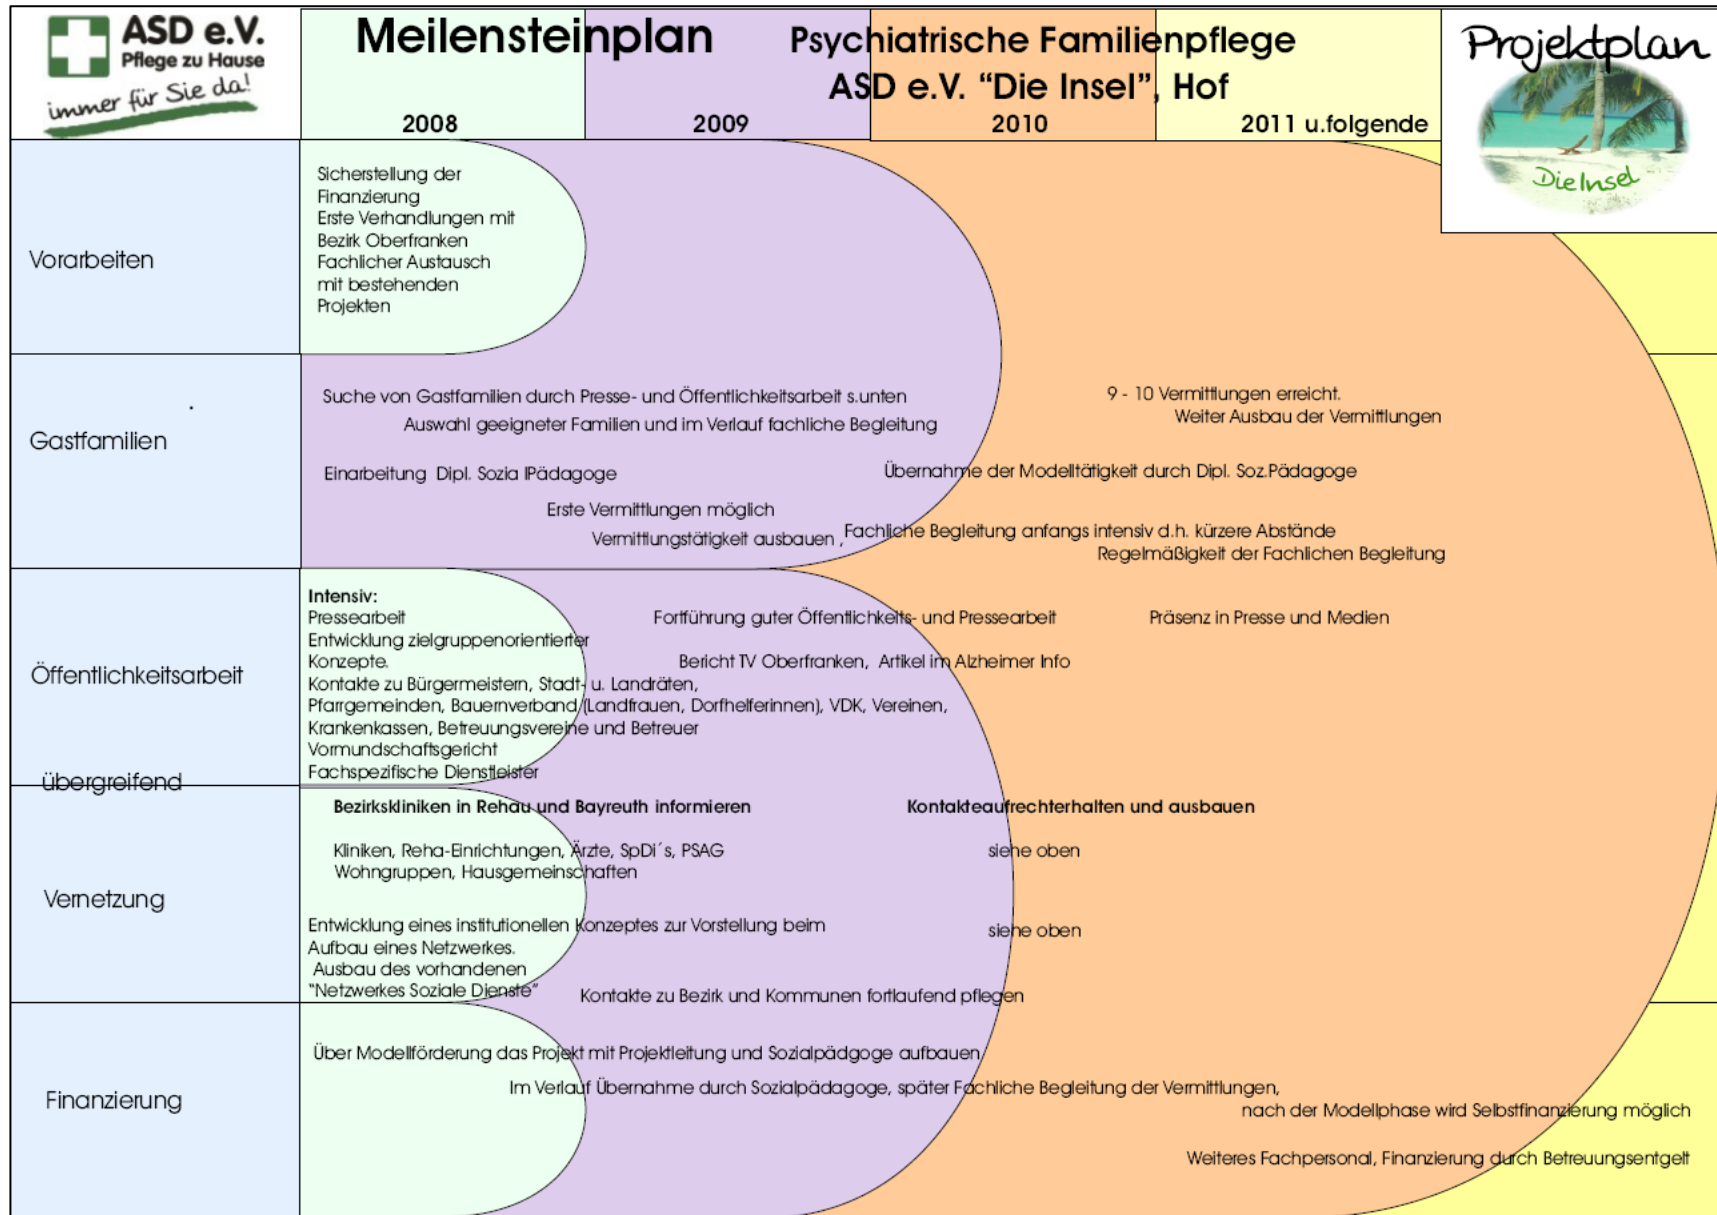 ASD e.V.
Pflege zu Hause
immer für Sie da!
Meilensteinplan
Psychiatrische Familienpflege
ASD e.V. "Die Insel", Hof
Projektplan
Die Insel
2008
2009
2010
2011 u.folgende
Vorarbeiten
Sicherstellung der
Finanzierung
Erste Verhandlungen mit
Bezirk Oberfranken
Fachlicher Austausch
mit bestehenden
Projekten
.
Gastfamilien
Suche von Gastfamilien durch Presse- und Öffentlichkeitsarbeit s.unten
Auswahl geeigneter Familien und im Verlauf fachliche Begleitung
Einarbeitung Dipl. Sozia lPädagoge
Erste Vermittlungen möglich
Vermittlungstätigkeit ausbauen ,
9 - 10 Vermittlungen erreicht.
Weiter Ausbau der Vermittlungen
Übernahme der Modelltätigkeit durch Dipl. Soz.Pädagoge
Fachliche Begleitung anfangs intensiv d.h. kürzere Abstände
Regelmäßigkeit der Fachlichen Begleitung
Öffentlichkeitsarbeit
übergreifend
Intensiv:
Pressearbeit
Entwicklung zielgruppenorientierter
Konzepte.
Kontakte zu Bürgermeistern, Stadt- u. Landräten,
Pfarrgemeinden, Bauernverband (Landfrauen, Dorfhelferinnen), VDK, Vereinen,
Krankenkassen, Betreuungsvereine und Betreuer
Vormundschaftsgericht
Fachspezifische Dienstleister
Fortführung guter Öffentlichkeits- und Pressearbeit
Bericht TV Oberfranken, Artikel im Alzheimer Info
Präsenz in Presse und Medien
Vernetzung
Bezirkskliniken in Rehau und Bayreuth informieren
Kliniken, Reha-Einrichtungen, Ärzte, SpDi´s, PSAG
Wohngruppen, Hausgemeinschaften
Entwicklung eines institutionellen Konzeptes zur Vorstellung beim
Aufbau eines Netzwerkes.
Ausbau des vorhandenen
"Netzwerkes Soziale Dienste"
Kontakte zu Bezirk und Kommunen fortlaufend pflegen
Kontakteaufrechterhalten und ausbauen
siehe oben
siehe oben
Finanzierung
Über Modellförderung das Projekt mit Projektleitung und Sozialpädgoge aufbauen,
Im Verlauf Übernahme durch Sozialpädagoge, später Fachliche Begleitung der Vermittlungen,
nach der Modellphase wird Selbstfinanzierung möglich
Weiteres Fachpersonal, Finanzierung durch Betreuungsentgelt